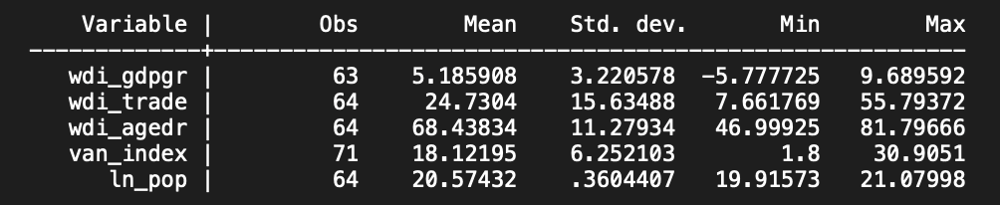 Variable | Obs Mean Std. dev. Min Max
-------------+---------------------------------------------------------
wdi_gdpgr | 63 5.185908 3.220578 -5.777725 9.689592
wdi_trade | 64 24.7304 15.63488 7.661769 55.79372
wdi_agedr | 64 68.43834 11.27934 46.99925 81.79666
van_index | 71 18.12195 6.252103 1.8 30.9051
ln_pop | 64 20.57432 .3604407 19.91573 21.07998